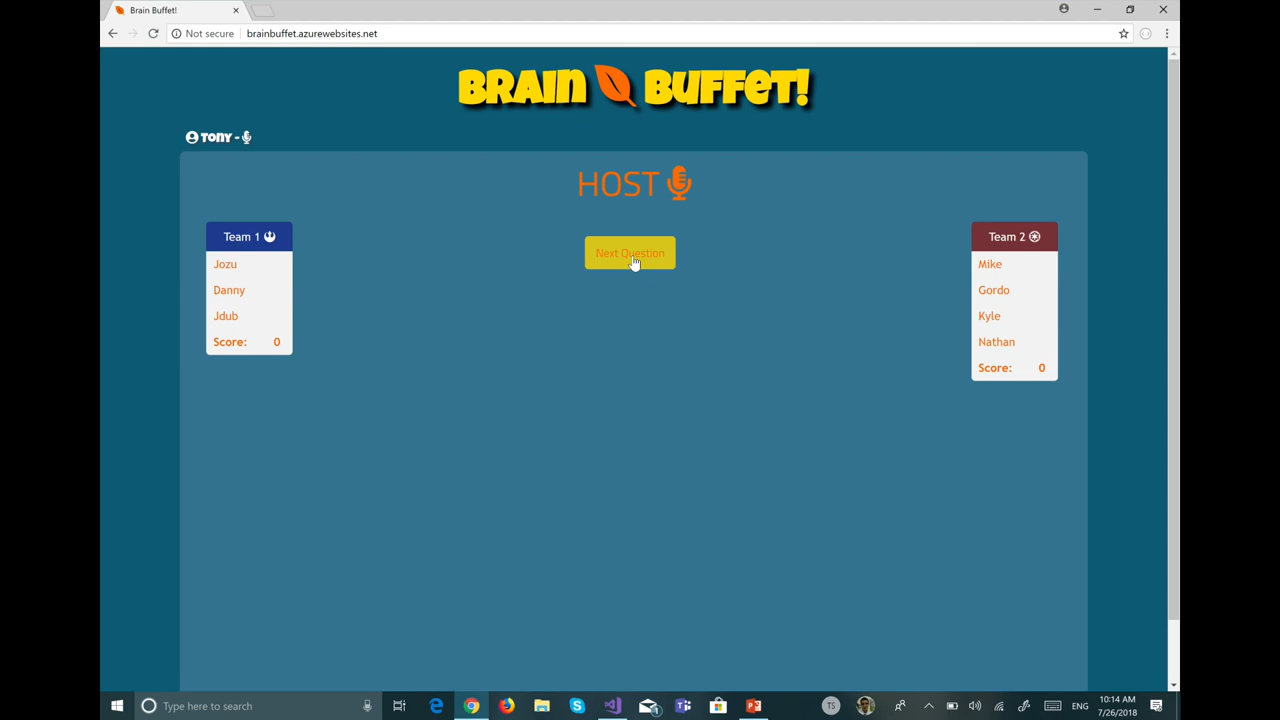 Brain Buffet!
Not secure
brainbuffet.azurewebsites.net
BRAIN BUFFET!
TONY -
HOST
Next Question
Team 1
Jozu
Danny
Jdub
Score: 0
Team 2
Mike
Gordo
Kyle
Nathan
Score: 0
Type here to search
TS
ENG
10:14 AM
7/26/2018